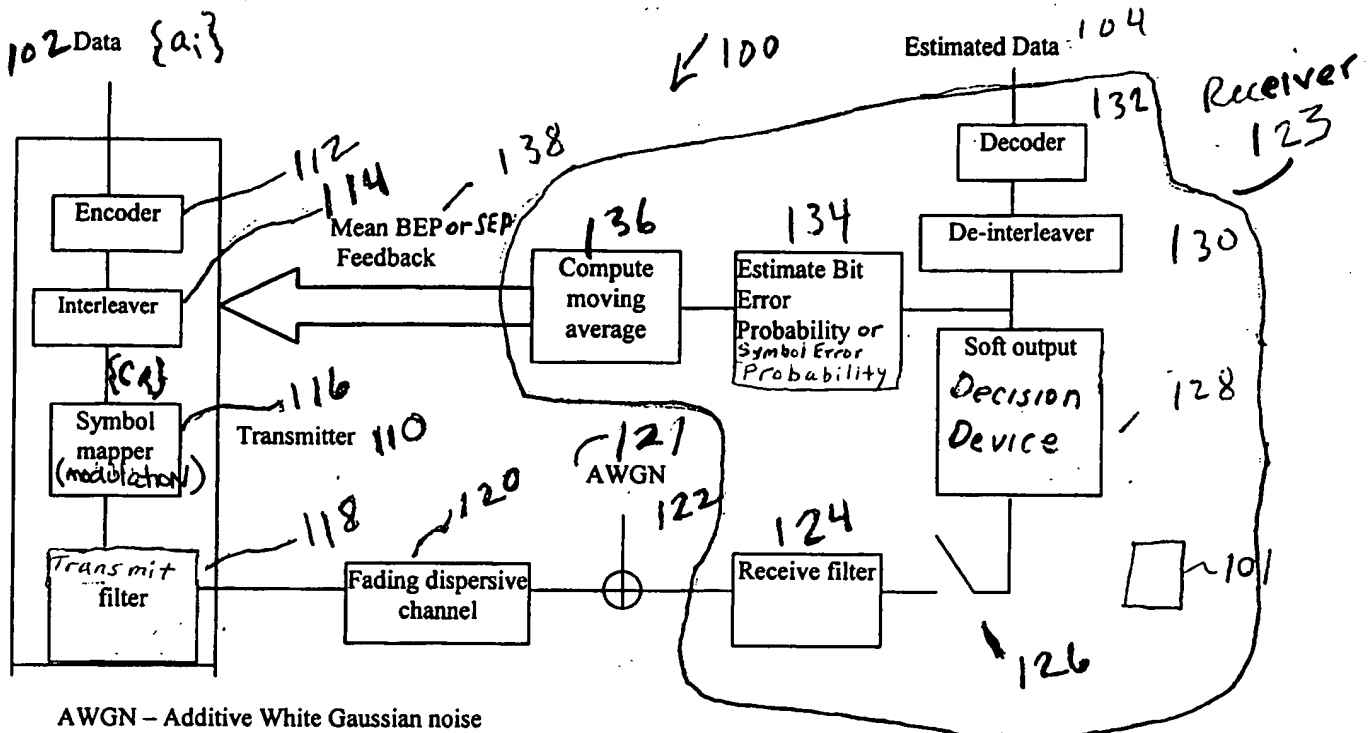 102 Data {ai}
100
Estimated Data 104
Receiver
123
132
Decoder
112
138
114
Encoder
Mean BEP or SEP
Feedback
136
Compute
moving
average
134
Estimate Bit
Error
Probability or
Symbol Error
Probability
De-interleaver
130
Interleaver
Soft output
Decision
Device
128
{CR}
116
Symbol
mapper
(modulation)
Transmitter 110
121
AWGN
120
122
124
118
Transmit
filter
Fading dispersive
channel
Receive filter
101
126
AWGN – Additive White Gaussian noise